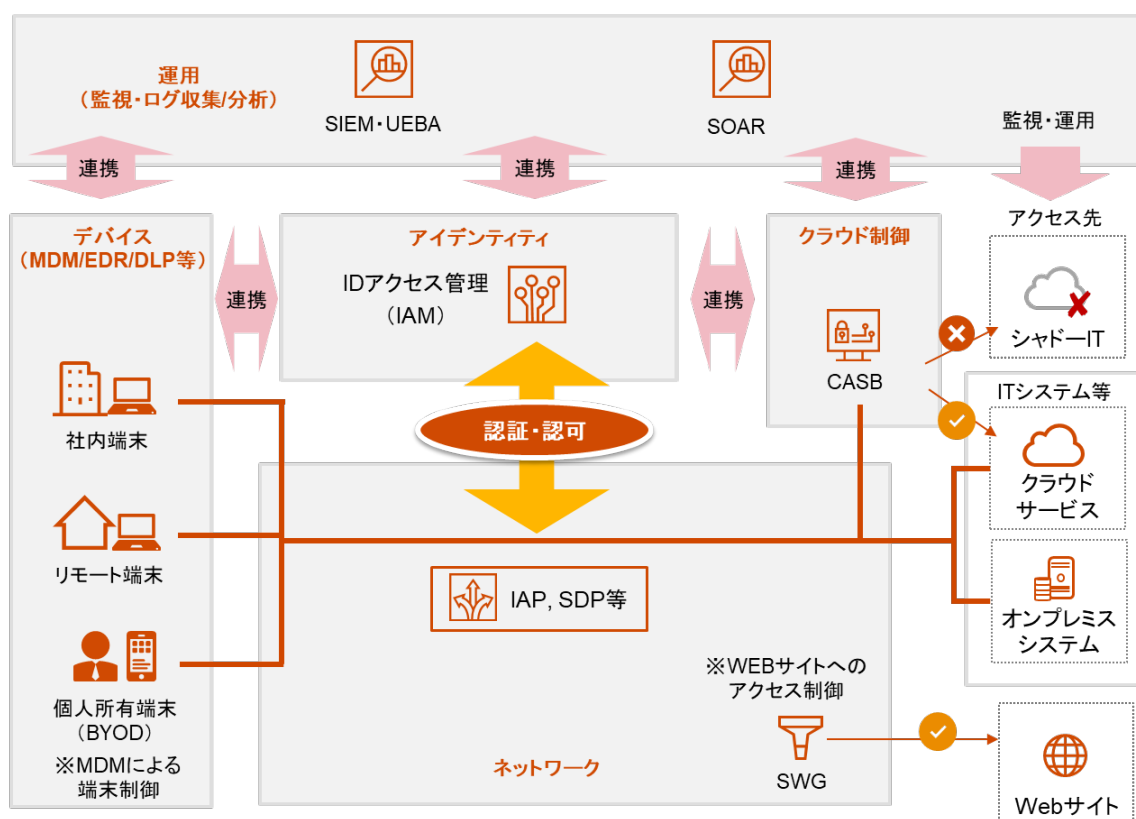 運用
（監視・ログ収集/分析）
SIEM・UEBA
SOAR
監視・運用
連携
連携
連携
デバイス
（MDM/EDR/DLP等）
社内端末
リモート端末
個人所有端末
（BYOD）
※MDMによる
端末制御
連携
アイデンティティ
IDアクセス管理
（IAM）
連携
認証・認可
クラウド制御
CASB
アクセス先
シャドーIT
ITシステム等
クラウド
サービス
オンプレミス
システム
IAP, SDP等
※WEBサイトへの
アクセス制御
SWG
ネットワーク
Webサイト